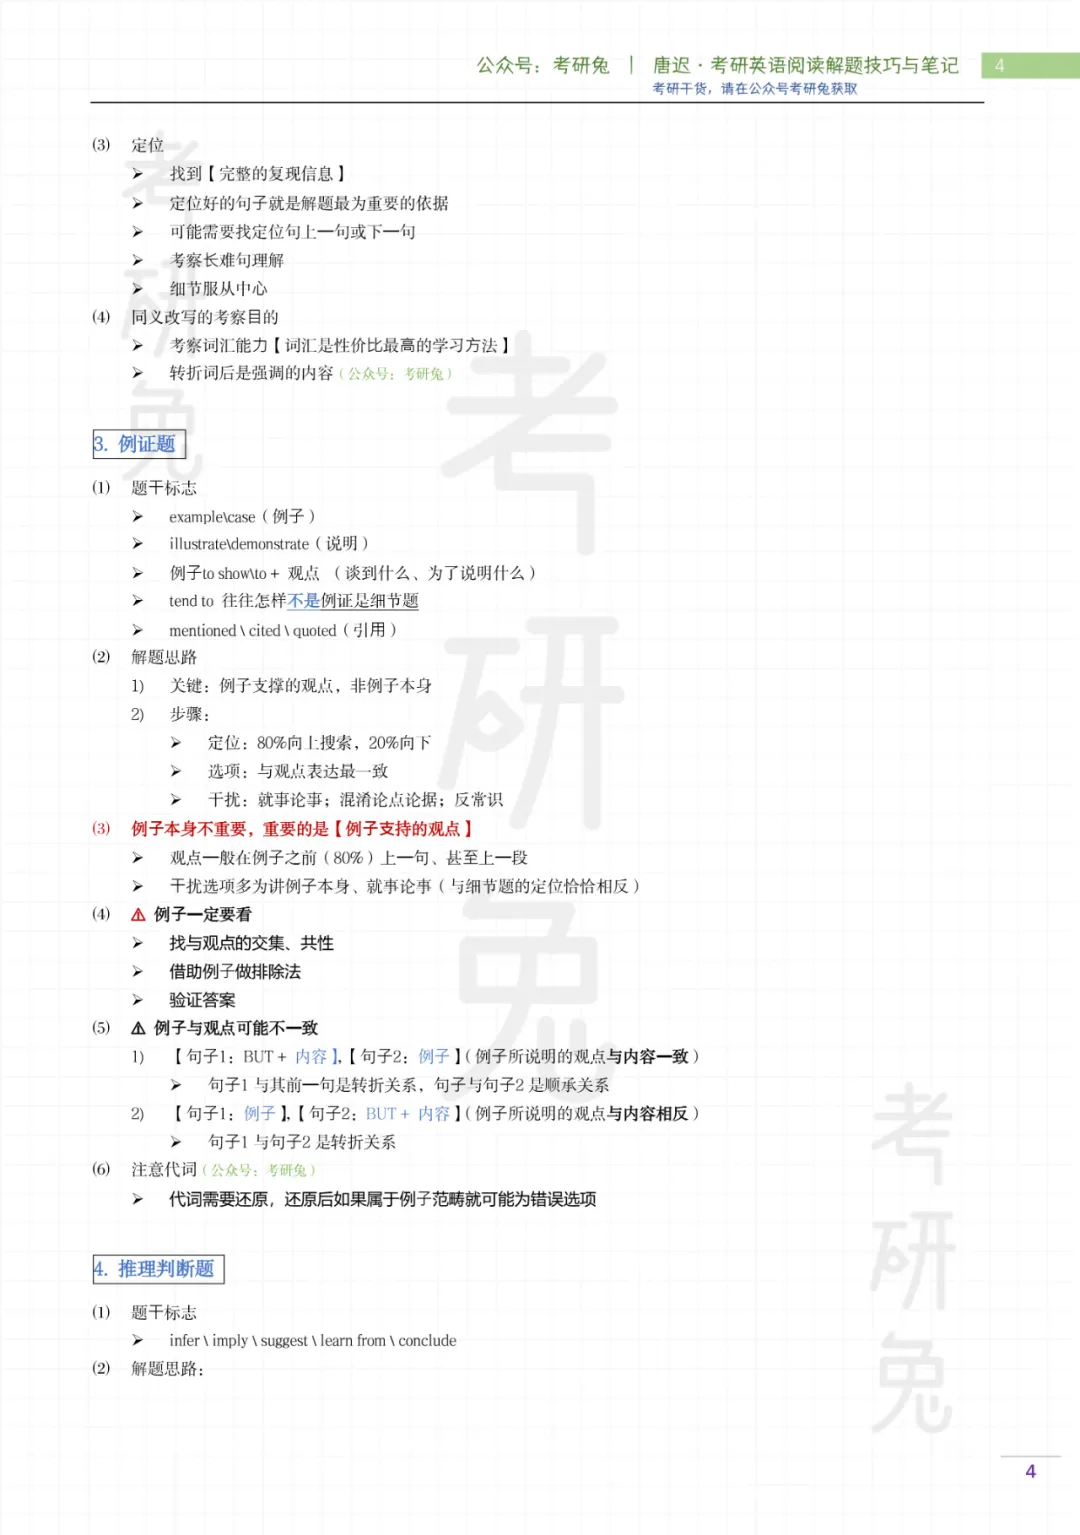 公众号：考研兔 | 唐迟·考研英语阅读解题技巧与笔记 4
考研干货，请在公众号考研兔获取
(3) 定位
➢ 找到【完整的复现信息】
➢ 定位好的句子就是解题最为重要的依据
➢ 可能需要找定位句上一句或下一句
➢ 考察长难句理解
➢ 细节服从中心
(4) 同义改写的考察目的
➢ 考察词汇能力【词汇是性价比最高的学习方法】
➢ 转折词后是强调的内容（公众号：考研兔）
3. 例证题
(1) 题干标志
➢ example\case（例子）
➢ illustrate\demonstrate（说明）
➢ 例子to show\to + 观点 （谈到什么、为了说明什么）
➢ tend to 往往怎样不是例证是细节题
➢ mentioned \ cited \ quoted（引用）
(2) 解题思路
1) 关键：例子支撑的观点，非例子本身
2) 步骤：
➢ 定位：80%向上搜索，20%向下
➢ 选项：与观点表达最一致
➢ 干扰：就事论事；混淆论点论据；反常识
(3) 例子本身不重要，重要的是【例子支持的观点】
➢ 观点一般在例子之前（80%）上一句、甚至上一段
➢ 干扰选项多为讲例子本身、就事论事（与细节题的定位恰恰相反）
(4) ⚠ 例子一定要看
➢ 找与观点的交集、共性
➢ 借助例子做排除法
➢ 验证答案
(5) ⚠ 例子与观点可能不一致
1) 【句子1：BUT + 内容】，【句子2：例子】（例子所说明的观点与内容一致）
➢ 句子1 与其前一句是转折关系，句子与句子2 是顺承关系
2) 【句子1：例子】，【句子2：BUT + 内容】（例子所说明的观点与内容相反）
➢ 句子1 与句子2 是转折关系
(6) 注意代词（公众号：考研兔）
➢ 代词需要还原，还原后如果属于例子范畴就可能为错误选项
4. 推理判断题
(1) 题干标志
➢ infer \ imply \ suggest \ learn from \ conclude
(2) 解题思路：
考研兔
考研兔
考研兔
4